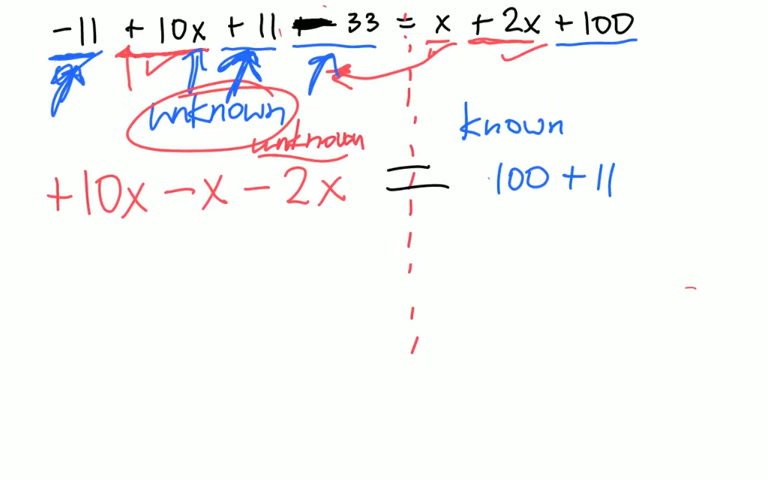 -11 + 10x + 11 - 33 = x + 2x + 100
unknown
known
unknown
+10x - x - 2x = 100 + 11